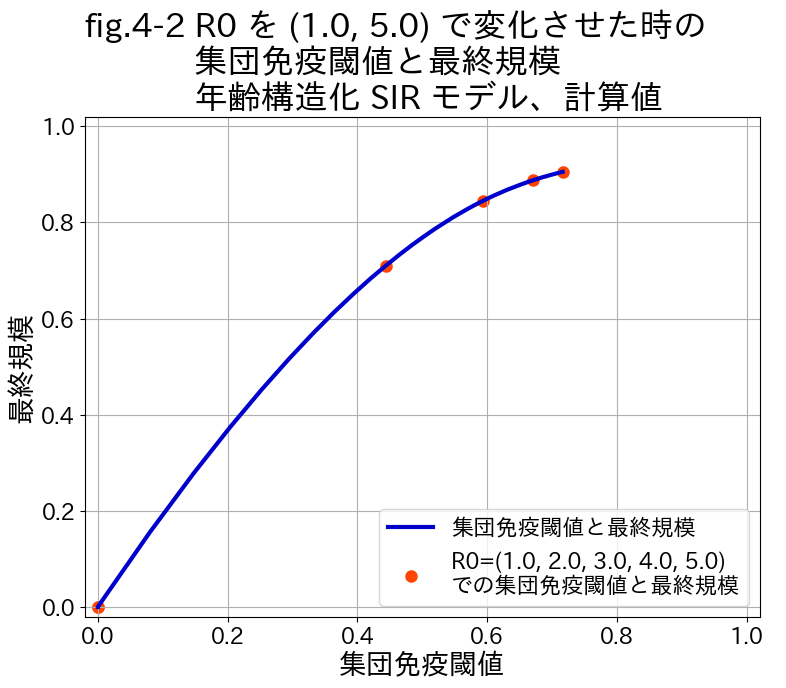 fig.4-2 R0 を (1.0, 5.0) で変化させた時の
集団免疫閾値と最終規模
年齢構造化 SIR モデル、計算値
1.0
0.8
0.6
0.4
0.2
0.0
最終規模
集団免疫閾値と最終規模
R0=(1.0, 2.0, 3.0, 4.0, 5.0)
での集団免疫閾値と最終規模
0.0 0.2 0.4 0.6 0.8 1.0
集団免疫閾値